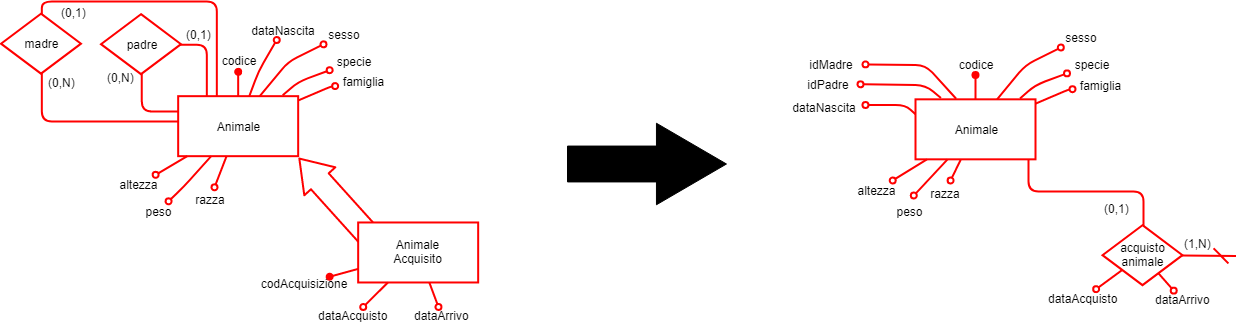 (0,1)
madre
padre
(0,1)
(0,N)
(0,N)
dataNascita
sesso
codice
specie
famiglia
Animale
altezza
peso
razza
Animale
Acquisito
codAcquisizione
dataAcquisto
dataArrivo
sesso
idMadre
codice
specie
idPadre
famiglia
dataNascita
Animale
altezza
razza
peso
(0,1)
(1,N)
acquisto
animale
dataAcquisto
dataArrivo